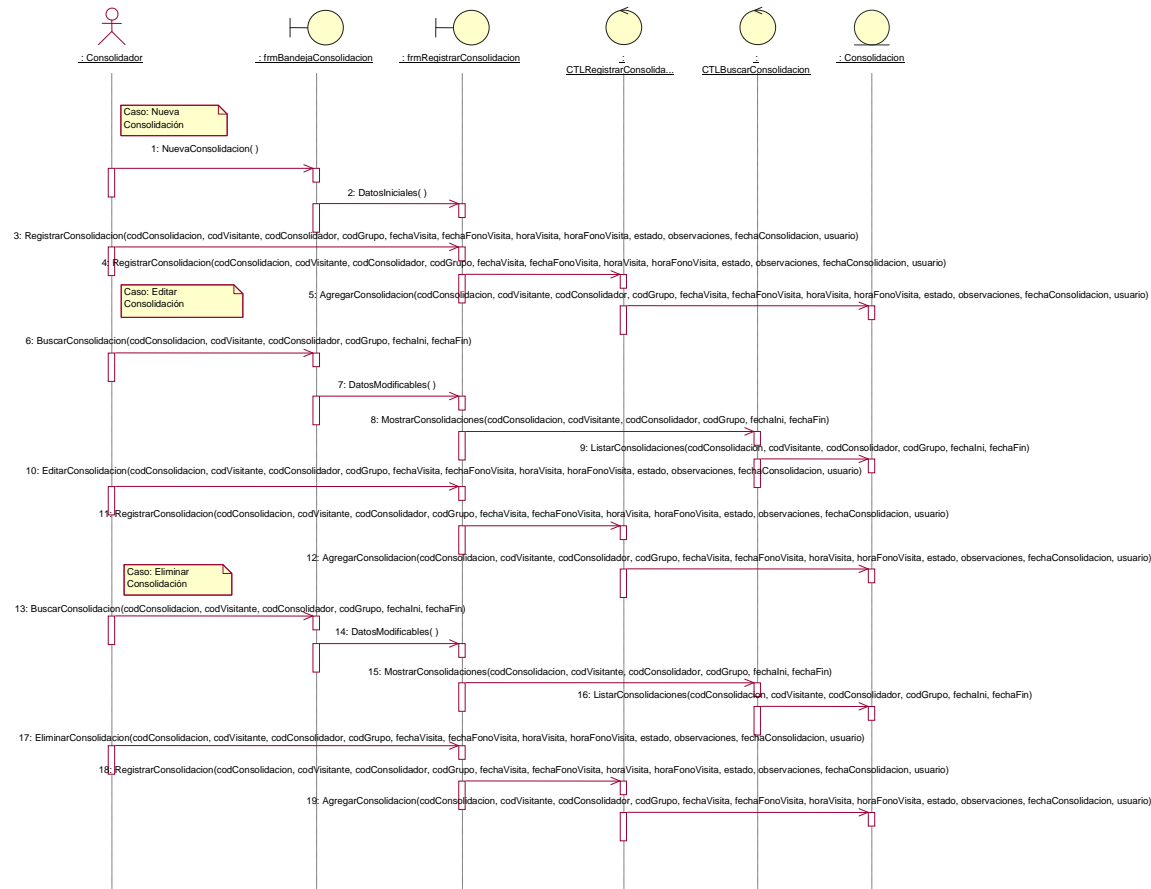 : Consolidador
: frmBandejaConsolidacion
: frmRegistrarConsolidacion
:
CTLRegistrarConsolida...
:
CTLBuscarConsolidacion
: Consolidacion
Caso: Nueva
Consolidación
1: NuevaConsolidacion( )
2: DatosIniciales( )
3: RegistrarConsolidacion(codConsolidacion, codVisitante, codConsolidador, codGrupo, fechaVisita, fechaFonoVisita, horaVisita, horaFonoVisita, estado, observaciones, fechaConsolidacion, usuario)
4: RegistrarConsolidacion(codConsolidacion, codVisitante, codConsolidador, codGrupo, fechaVisita, fechaFonoVisita, horaVisita, horaFonoVisita, estado, observaciones, fechaConsolidacion, usuario)
Caso: Editar
Consolidación
5: AgregarConsolidacion(codConsolidacion, codVisitante, codConsolidador, codGrupo, fechaVisita, fechaFonoVisita, horaVisita, horaFonoVisita, estado, observaciones, fechaConsolidacion, usuario)
6: BuscarConsolidacion(codConsolidacion, codVisitante, codConsolidador, codGrupo, fechaIni, fechaFin)
7: DatosModificables( )
8: MostrarConsolidaciones(codConsolidacion, codVisitante, codConsolidador, codGrupo, fechaIni, fechaFin)
9: ListarConsolidaciones(codConsolidacion, codVisitante, codConsolidador, codGrupo, fechaIni, fechaFin)
10: EditarConsolidacion(codConsolidacion, codVisitante, codConsolidador, codGrupo, fechaVisita, fechaFonoVisita, horaVisita, horaFonoVisita, estado, observaciones, fechaConsolidacion, usuario)
11: RegistrarConsolidacion(codConsolidacion, codVisitante, codConsolidador, codGrupo, fechaVisita, fechaFonoVisita, horaVisita, horaFonoVisita, estado, observaciones, fechaConsolidacion, usuario)
12: AgregarConsolidacion(codConsolidacion, codVisitante, codConsolidador, codGrupo, fechaVisita, fechaFonoVisita, horaVisita, horaFonoVisita, estado, observaciones, fechaConsolidacion, usuario)
Caso: Eliminar
Consolidación
13: BuscarConsolidacion(codConsolidacion, codVisitante, codConsolidador, codGrupo, fechaIni, fechaFin)
14: DatosModificables( )
15: MostrarConsolidaciones(codConsolidacion, codVisitante, codConsolidador, codGrupo, fechaIni, fechaFin)
16: ListarConsolidaciones(codConsolidacion, codVisitante, codConsolidador, codGrupo, fechaIni, fechaFin)
17: EliminarConsolidacion(codConsolidacion, codVisitante, codConsolidador, codGrupo, fechaVisita, fechaFonoVisita, horaVisita, horaFonoVisita, estado, observaciones, fechaConsolidacion, usuario)
18: RegistrarConsolidacion(codConsolidacion, codVisitante, codConsolidador, codGrupo, fechaVisita, fechaFonoVisita, horaVisita, horaFonoVisita, estado, observaciones, fechaConsolidacion, usuario)
19: AgregarConsolidacion(codConsolidacion, codVisitante, codConsolidador, codGrupo, fechaVisita, fechaFonoVisita, horaVisita, horaFonoVisita, estado, observaciones, fechaConsolidacion, usuario)